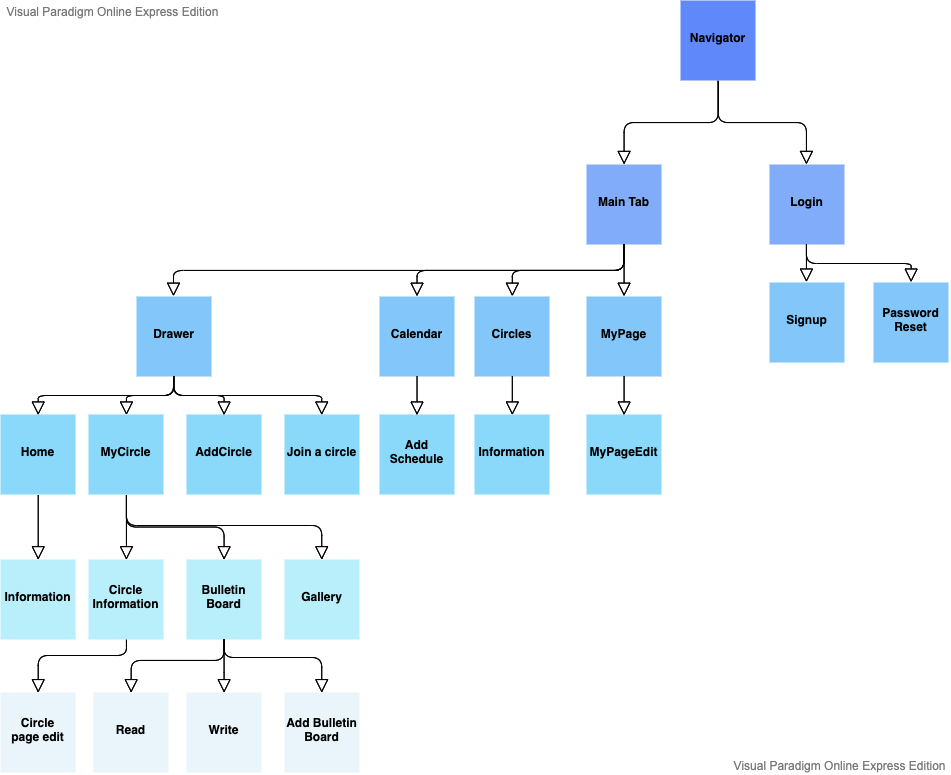 Visual Paradigm Online Express Edition
Navigator
Main Tab
Login
Drawer
Calendar
Circles
MyPage
Signup
Password
Reset
Home
MyCircle
AddCircle
Join a circle
Add
Schedule
Information
MyPageEdit
Information
Circle
Information
Bulletin
Board
Gallery
Circle
page edit
Read
Write
Add Bulletin
Board
Visual Paradigm Online Express Edition